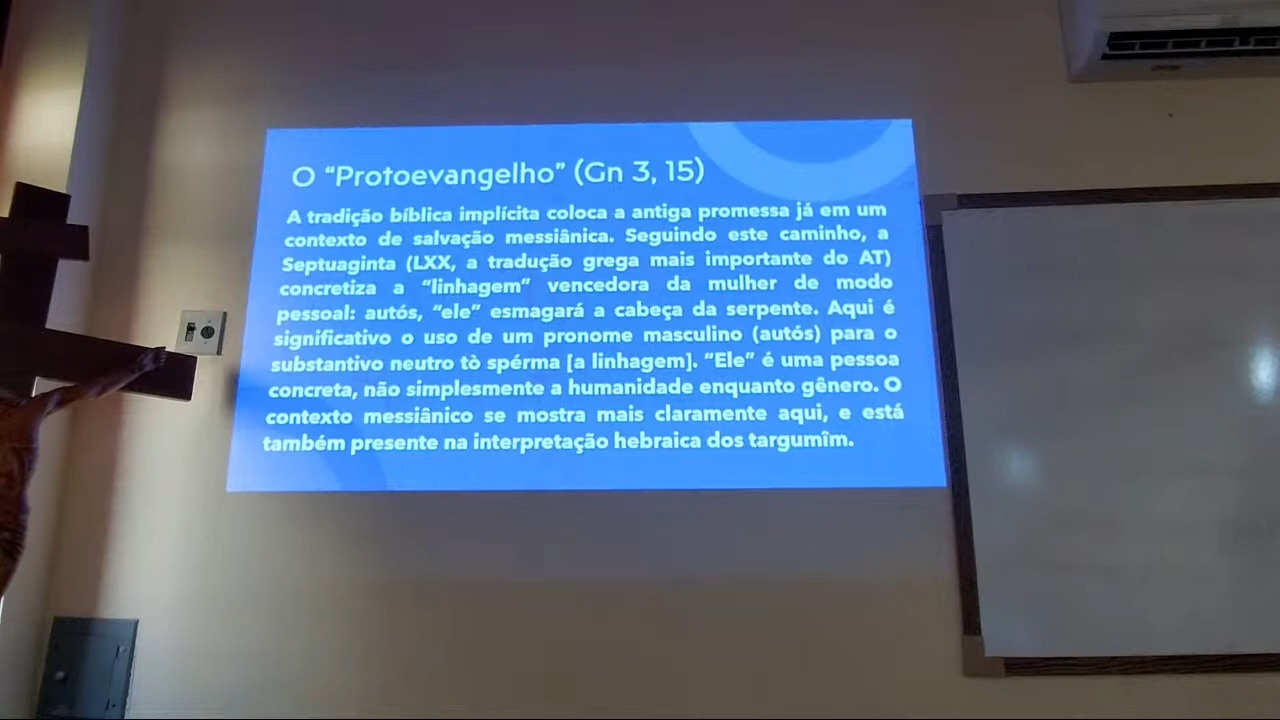 O “Protoevangelho” (Gn 3, 15)
A tradição bíblica implícita coloca a antiga promessa já em um
contexto de salvação messiânica. Seguindo este caminho, a
Septuaginta (LXX, a tradução grega mais importante do AT)
concretiza a “linhagem” vencedora da mulher de modo
pessoal: autós, “ele” esmagará a cabeça da serpente. Aqui é
significativo o uso de um pronome masculino (autós) para o
substantivo neutro tò spérma [a linhagem]. “Ele” é uma pessoa
concreta, não simplesmente a humanidade enquanto gênero. O
contexto messiânico se mostra mais claramente aqui, e está
também presente na interpretação hebraica dos targumîm.